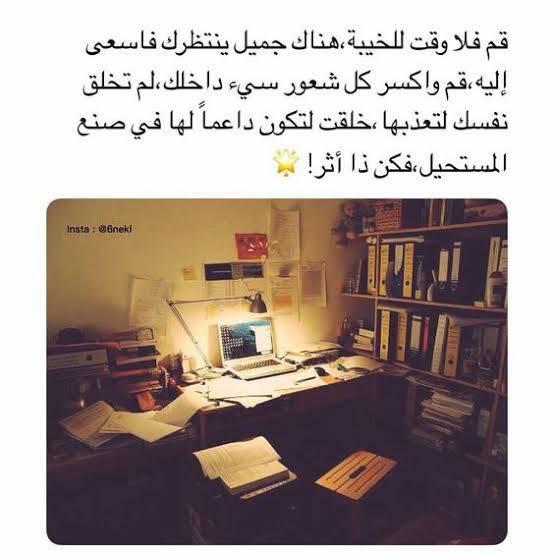 قم فلا وقت للخيبة،هناك جميل ينتظرك فاسعى
إليه،قم واكسر كل شعور سيء داخلك،لم تخلق
نفسك لتعذبها،خلقت لتكون داعماً لها في صنع
المستحيل،فكن ذا أثر! 🌟
Insta : @6nekl